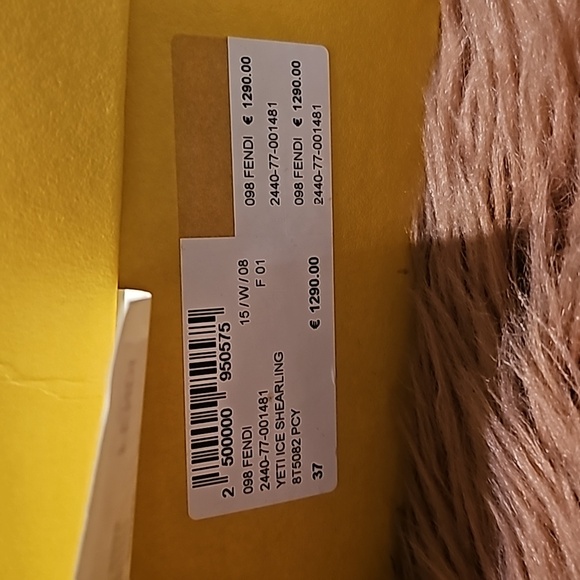 098 FENDI € 1290.00
2440-77-001481
098 FENDI € 1290.00
2440-77-001481
2 500000 950575
098 FENDI 15/W/08
2440-77-001481 F 01
YETI ICE SHEARLING
8T5082 PCY
37 € 1290.00